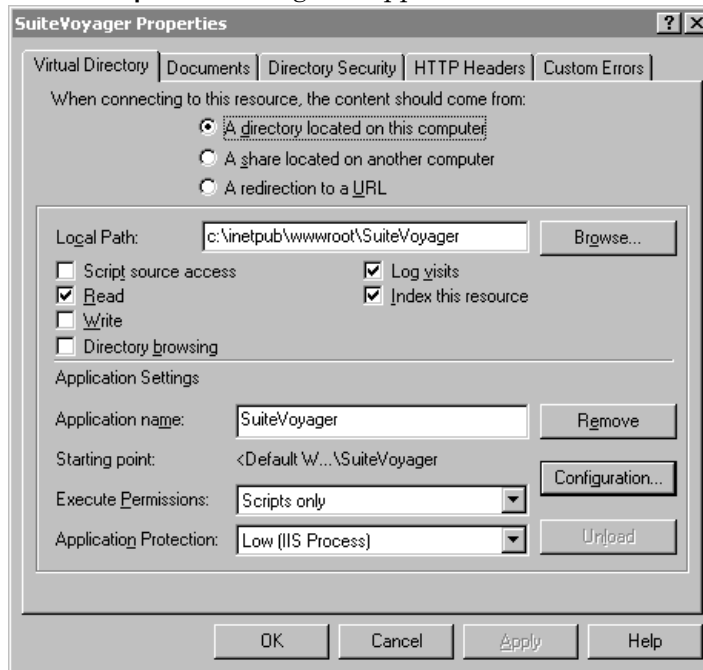 SuiteVoyager Properties
Virtual Directory Documents Directory Security HTTP Headers Custom Errors
When connecting to this resource, the content should come from:
A directory located on this computer
A share located on another computer
A redirection to a URL
Local Path: c:\inetpub\wwwroot\SuiteVoyager Browse...
Script source access Log visits
Read Index this resource
Write
Directory browsing
Application Settings
Application name: SuiteVoyager Remove
Starting point: <Default W...\SuiteVoyager
Configuration...
Execute Permissions: Scripts only
Application Protection: Low (IIS Process) Unload
OK Cancel Apply Help